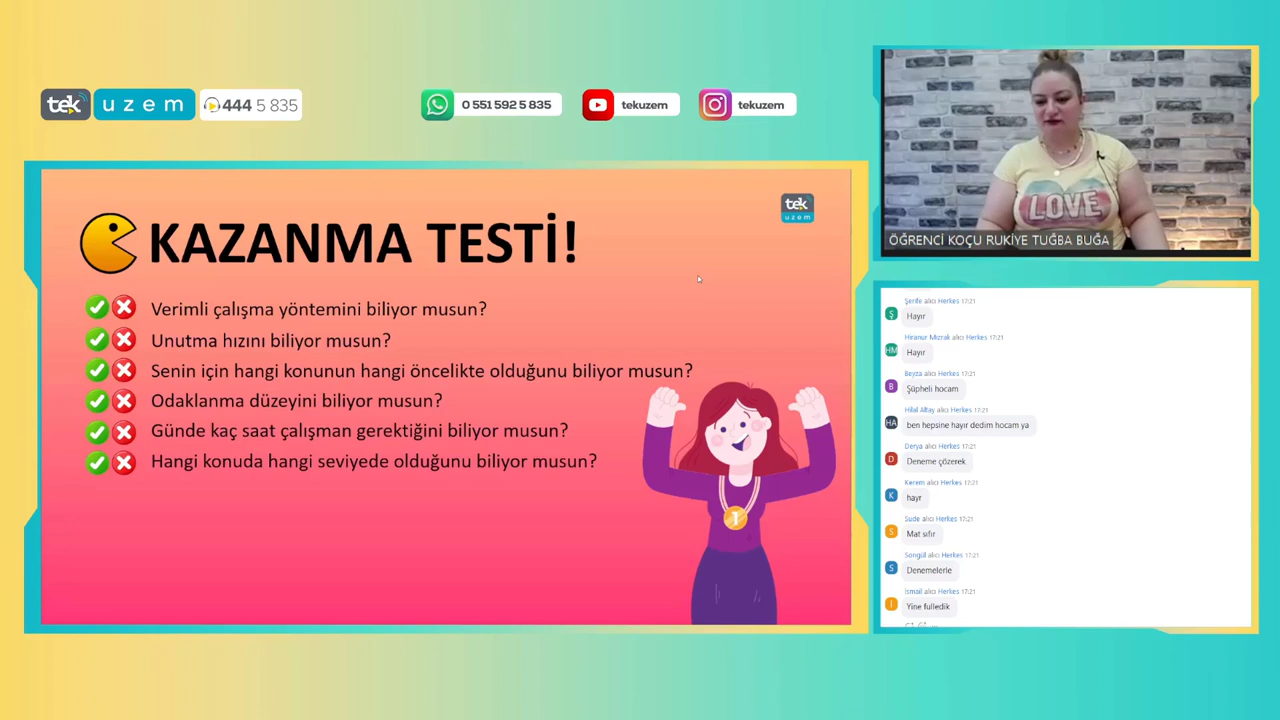 tek uzem 444 5 835
0 551 592 5 835
tekuzem
tekuzem
tek
uzem
KAZANMA TESTİ!
Verimli çalışma yöntemini biliyor musun?
Unutma hızını biliyor musun?
Senin için hangi konunun hangi öncelikte olduğunu biliyor musun?
Odaklanma düzeyini biliyor musun?
Günde kaç saat çalışman gerektiğini biliyor musun?
Hangi konuda hangi seviyede olduğunu biliyor musun?
1
LOVE
ÖĞRENCİ KOÇU RUKİYE TUĞBA BUĞA
Şerife alıcı Herkes 17:21
Ş Hayır
Hiranur Mızrak alıcı Herkes 17:21
HM Hayır
Beyza alıcı Herkes 17:21
B Şüpheli hocam
Hilal Altay alıcı Herkes 17:21
HA ben hepsine hayır dedim hocam ya
Derya alıcı Herkes 17:21
D Deneme çözerek
Kerem alıcı Herkes 17:21
K hayr
Sude alıcı Herkes 17:21
S Mat sıfır
Songül alıcı Herkes 17:21
S Denemelerle
İsmail alıcı Herkes 17:21
İ Yine fulledik